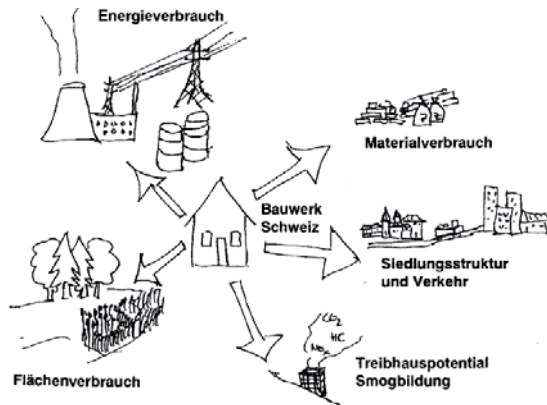 Energieverbrauch
Materialverbrauch
Bauwerk
Schweiz
Siedlungsstruktur
und Verkehr
Flächenverbrauch
CO2
HC
NOx
Treibhauspotential
Smogbildung